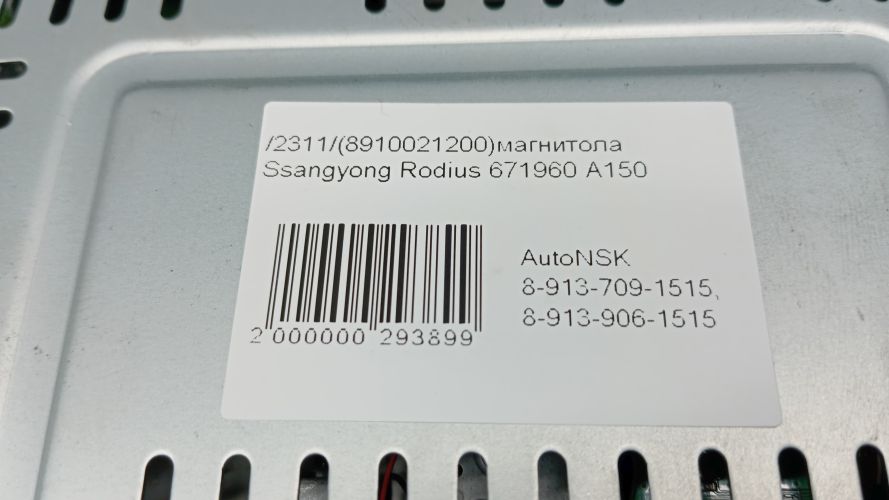 /2311/(8910021200)магнитола
Ssangyong Rodius 671960 A150
AutoNSK
8-913-709-1515,
8-913-906-1515
2 000000 293899